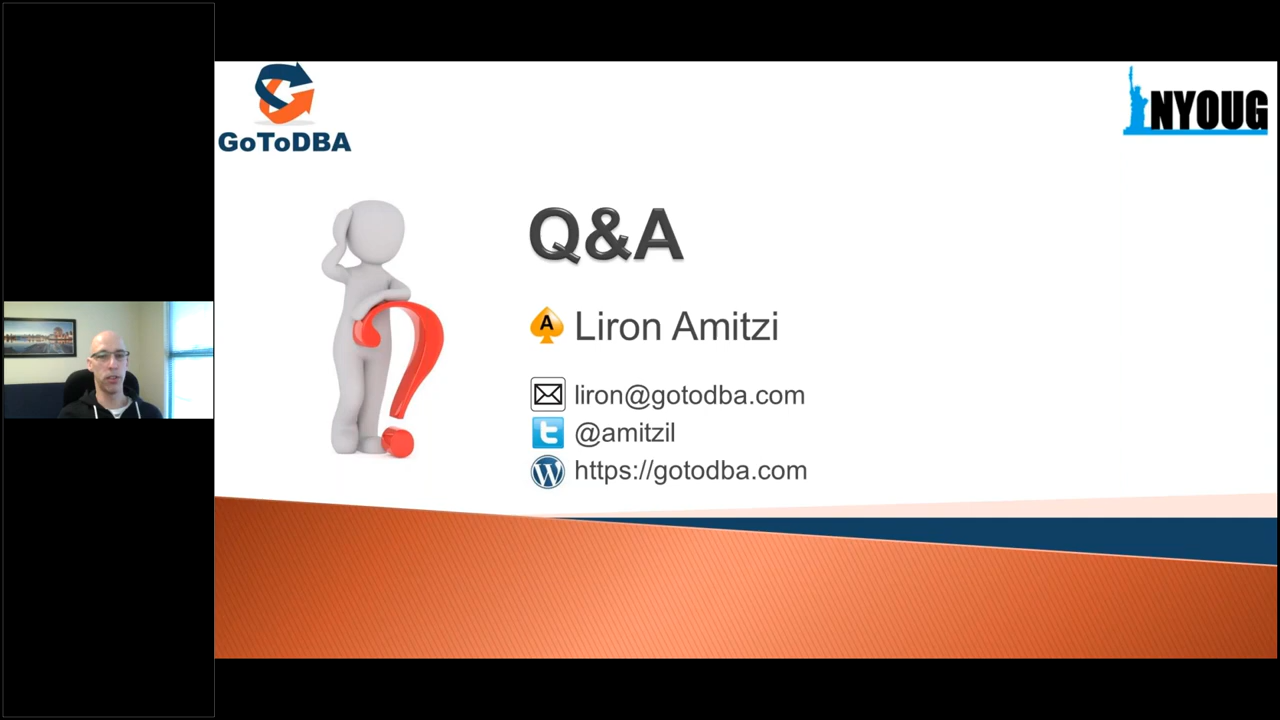 GoToDBA
NYOUG
Q&A
A
Liron Amitzi
liron@gotodba.com
@amitzil
https://gotodba.com